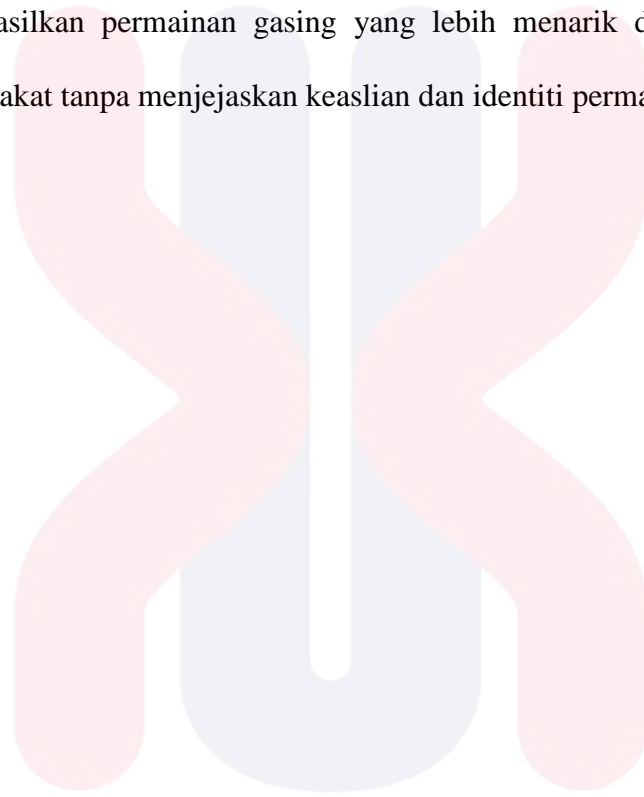 asilkan permainan gasing yang lebih menarik d
akat tanpa menjejaskan keaslian dan identiti perma